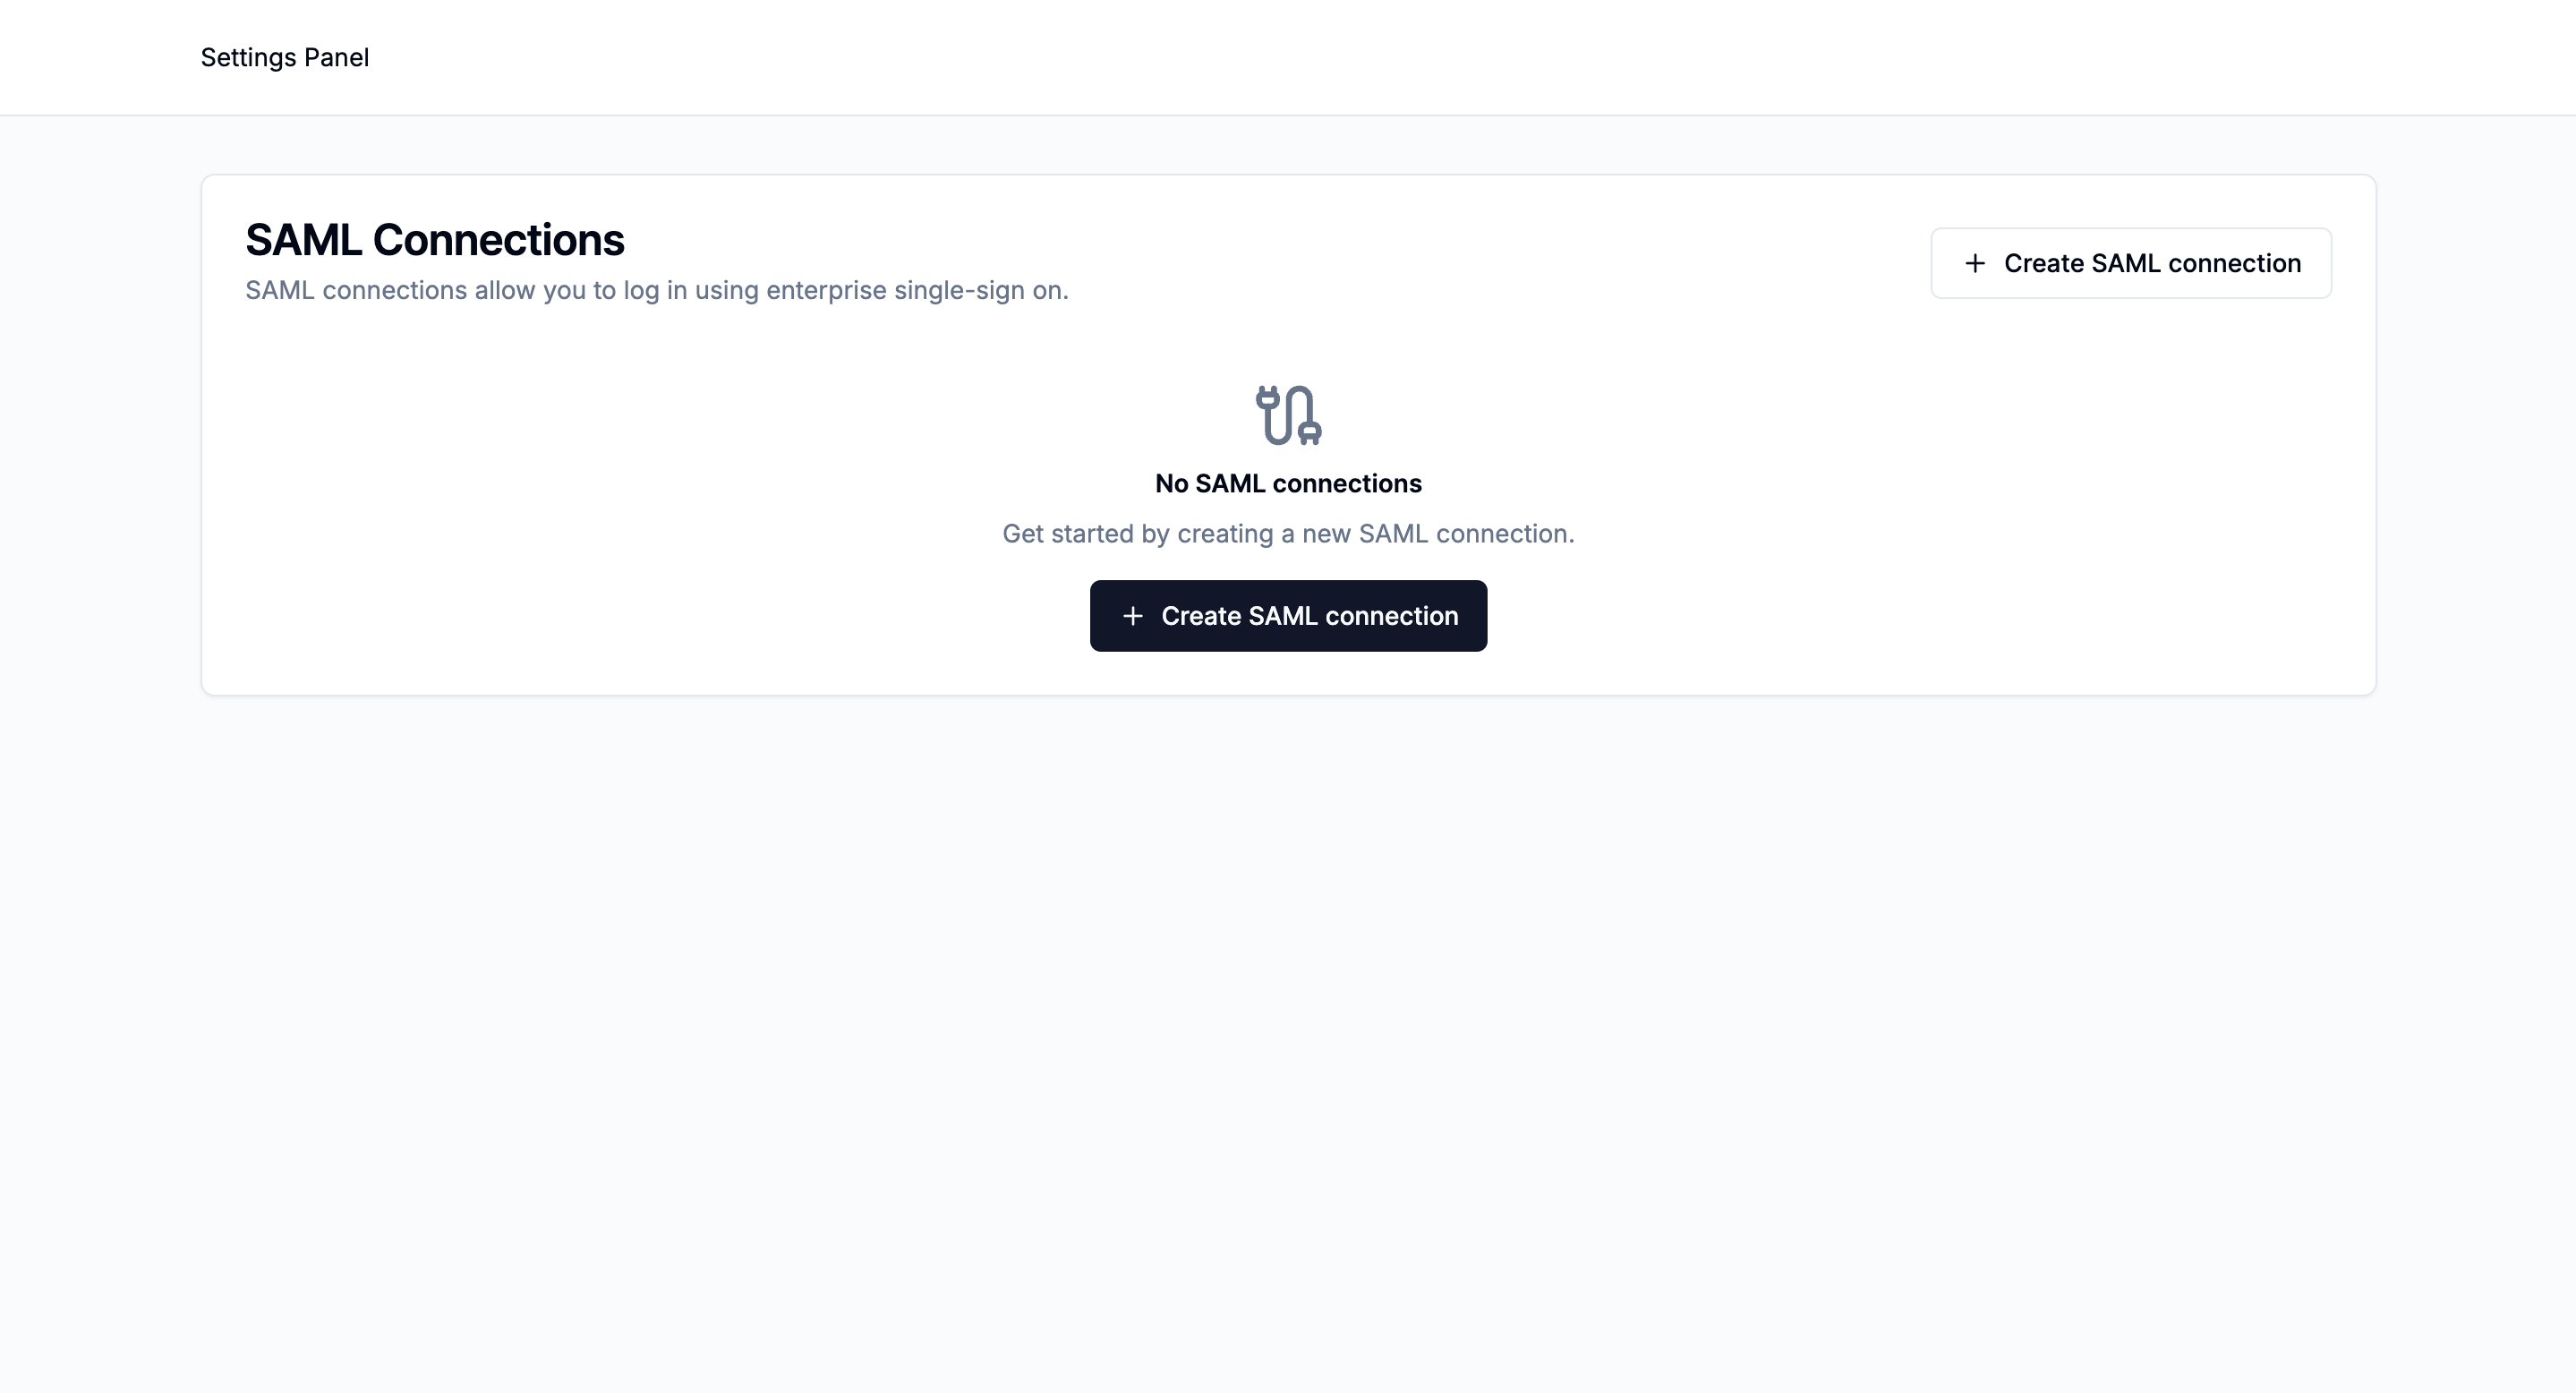 Settings Panel
SAML Connections
SAML connections allow you to log in using enterprise single-sign on.
Create SAML connection
No SAML connections
Get started by creating a new SAML connection.
Create SAML connection